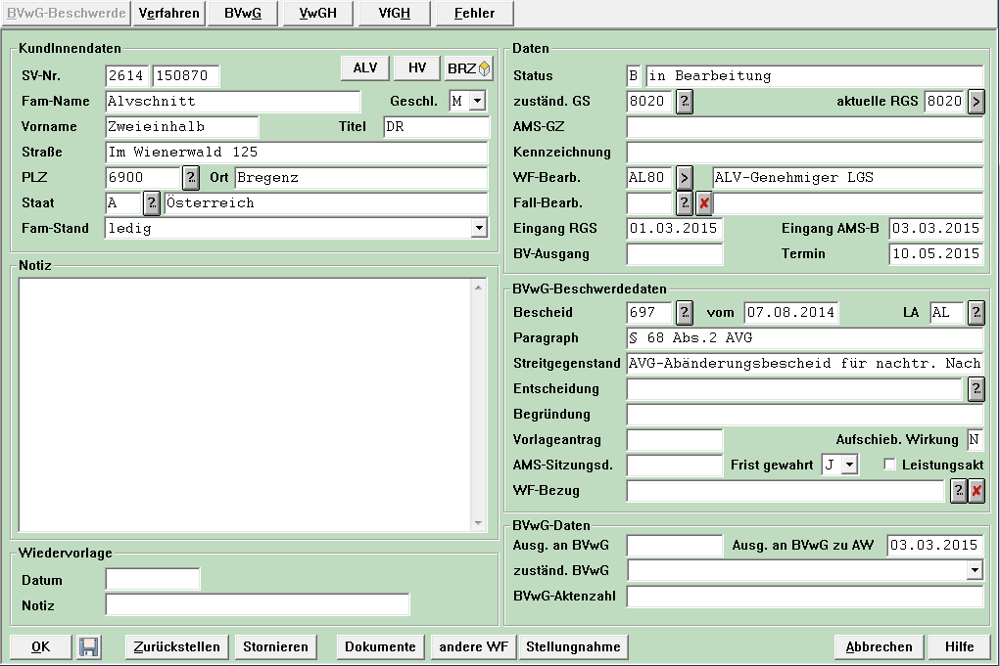 BVwG-Beschwerde Verfahren BVwG VwGH VfGH Fehler
KundInnendaten
ALV HV BRZ
SV-Nr. 2614 150870
Fam-Name Alvschnitt Geschl. M
Vorname Zweieinhalb Titel DR
Straße Im Wienerwald 125
PLZ 6900 ? Ort Bregenz
Staat A ? Österreich
Fam-Stand ledig
Notiz
Wiedervorlage
Datum
Notiz
Daten
Status B in Bearbeitung
zuständ. GS 8020 ? aktuelle RGS 8020 >
AMS-GZ
Kennzeichnung
WF-Bearb. AL80 > ALV-Genehmiger LGS
Fall-Bearb. ? ✗
Eingang RGS 01.03.2015 Eingang AMS-B 03.03.2015
BV-Ausgang Termin 10.05.2015
BVwG-Beschwerdedaten
Bescheid 697 ? vom 07.08.2014 LA AL ?
Paragraph § 68 Abs.2 AVG
Streitgegenstand AVG-Abänderungsbescheid für nachtr. Nach
Entscheidung ?
Begründung
Vorlageantrag Aufschieb. Wirkung N
AMS-Sitzungsd. Frist gewahrt J Leistungsakt
WF-Bezug ? ✗
BVwG-Daten
Ausg. an BVwG Ausg. an BVwG zu AW 03.03.2015
zuständ. BVwG
BVwG-Aktenzahl
OK Zurückstellen Stornieren Dokumente andere WF Stellungnahme Abbrechen Hilfe